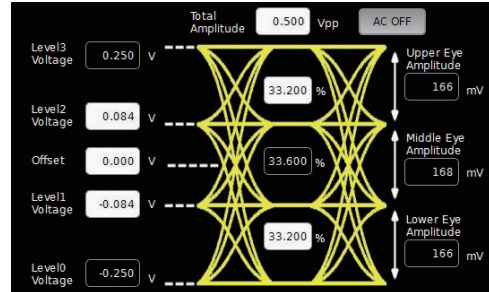 Total
Amplitude 0.500 Vpp AC OFF
Level3
Voltage 0.250 V
Upper Eye
Amplitude
166 mV
33.200 %
Level2
Voltage 0.084 V
Middle Eye
Amplitude
168 mV
Offset 0.000 V
33.600 %
Level1
Voltage -0.084 V
Lower Eye
Amplitude
166 mV
33.200 %
Level0
Voltage -0.250 V